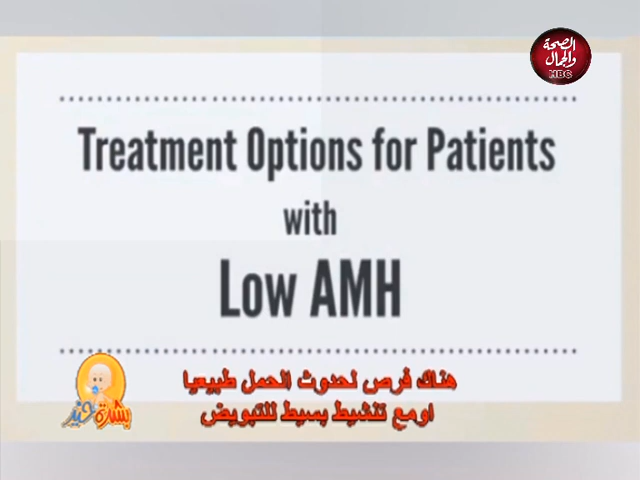 الصحة
والجمال
MBC
Treatment Options for Patients
with
Low AMH
هناك فرص لحدوث الحمل طبيعيا
اومع تنشيط بسيط للتبويض
بشرة خير